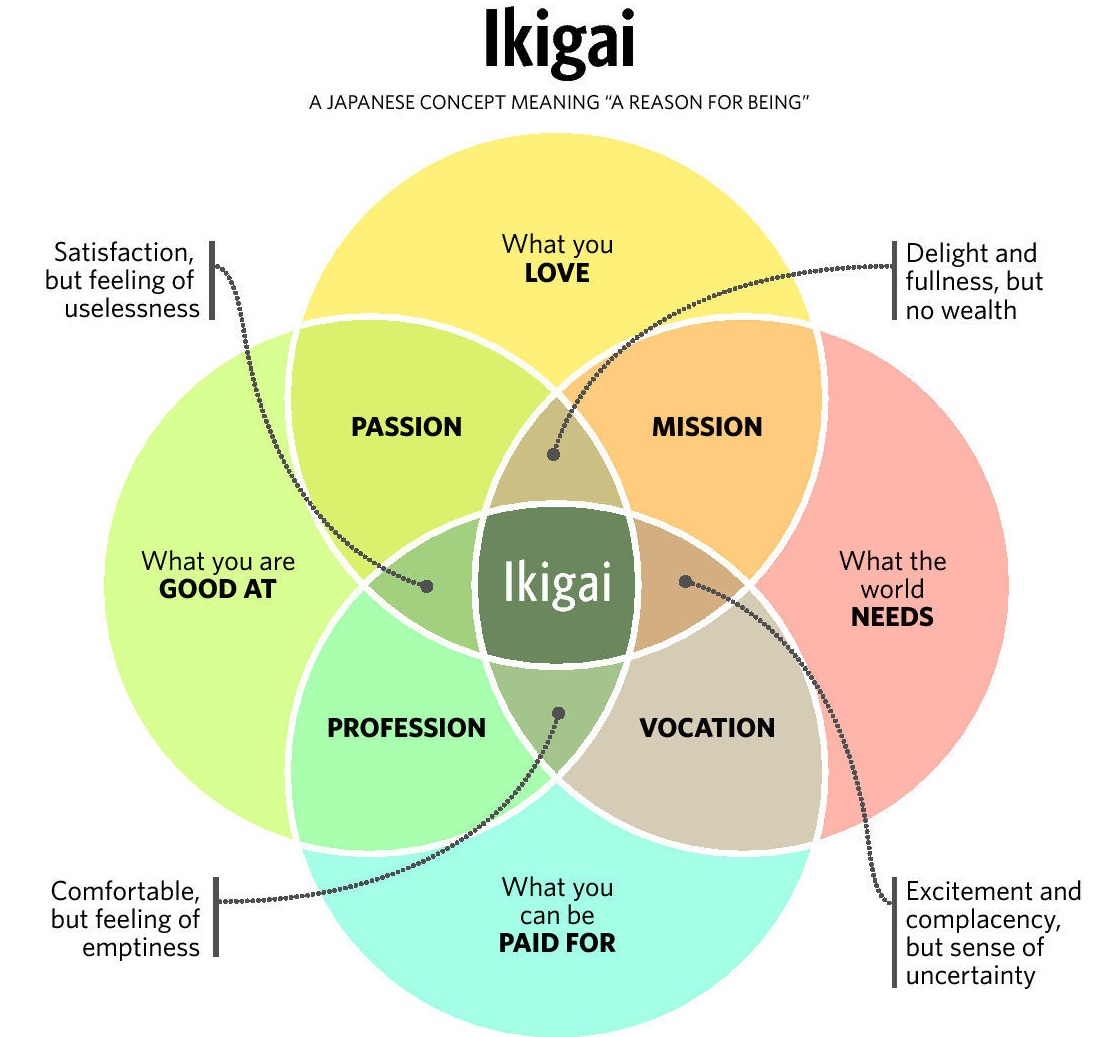 Ikigai
A JAPANESE CONCEPT MEANING “A REASON FOR BEING”
Satisfaction,
but feeling of
uselessness
What you
LOVE
Delight and
fullness, but
no wealth
PASSION
MISSION
What you are
GOOD AT
Ikigai
What the
world
NEEDS
PROFESSION
VOCATION
Comfortable,
but feeling of
emptiness
What you
can be
PAID FOR
Excitement and
complacency,
but sense of
uncertainty